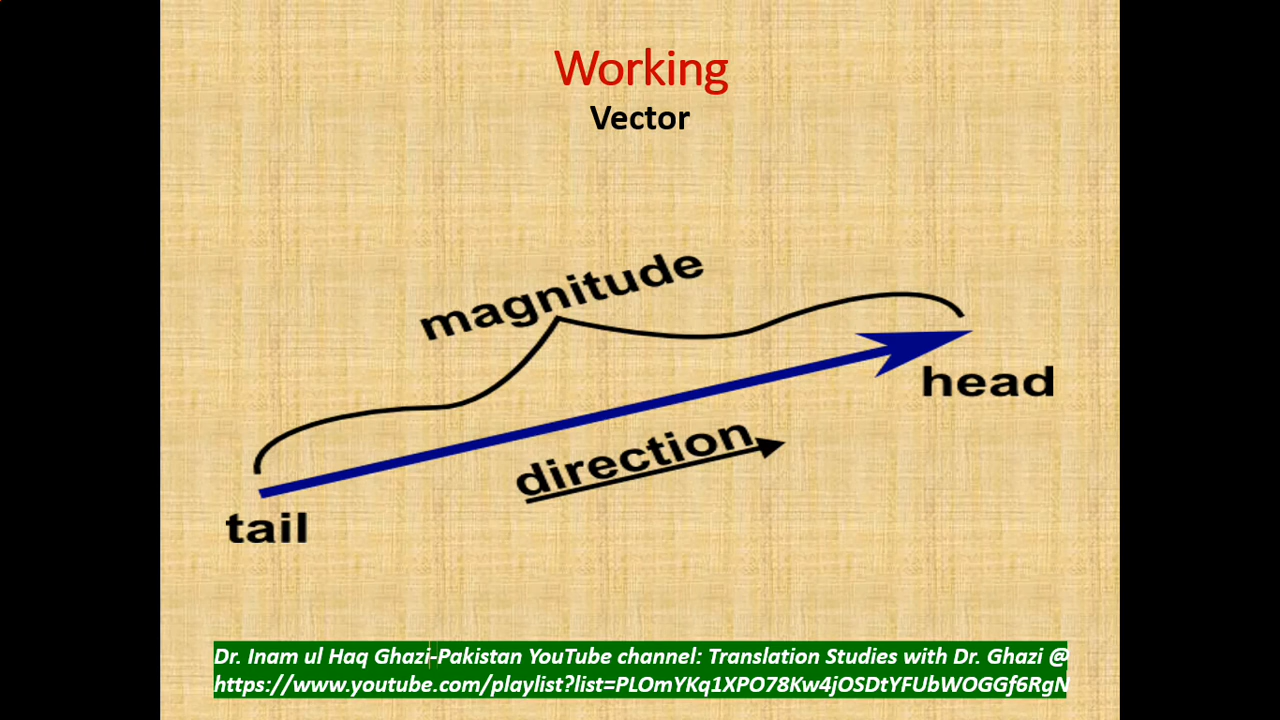 Working
Vector
magnitude
head
direction
tail
Dr. Inam ul Haq Ghazi-Pakistan YouTube channel: Translation Studies with Dr. Ghazi @
https://www.youtube.com/playlist?list=PLOmYKq1XPO78Kw4jOSDtYFUbWOGGf6RgN